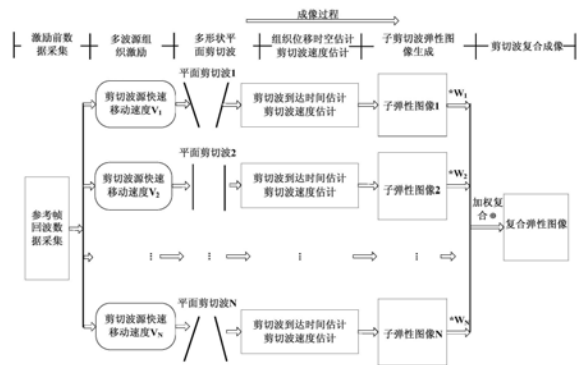 成像过程
激励前数
据采集
多波源组
织激励
多形状平
面剪切波
组织位移时空估计
剪切波速度估计
子剪切波弹性图
像生成
剪切波复合成像
平面剪切波1
剪切波源快速
移动速度V₁
剪切波到达时间估计
剪切波速度估计
子弹性图像1
*W₁
平面剪切波2
剪切波源快速
移动速度V₂
剪切波到达时间估计
剪切波速度估计
子弹性图像2
*W₂
参考帧
回波数
据采集
加权复
合⊕
复合弹性图像
⋮ ⋮ ⋮ ⋮
平面剪切波N
剪切波源快速
移动速度V_N
剪切波到达时间估计
剪切波速度估计
子弹性图像N
*W_N